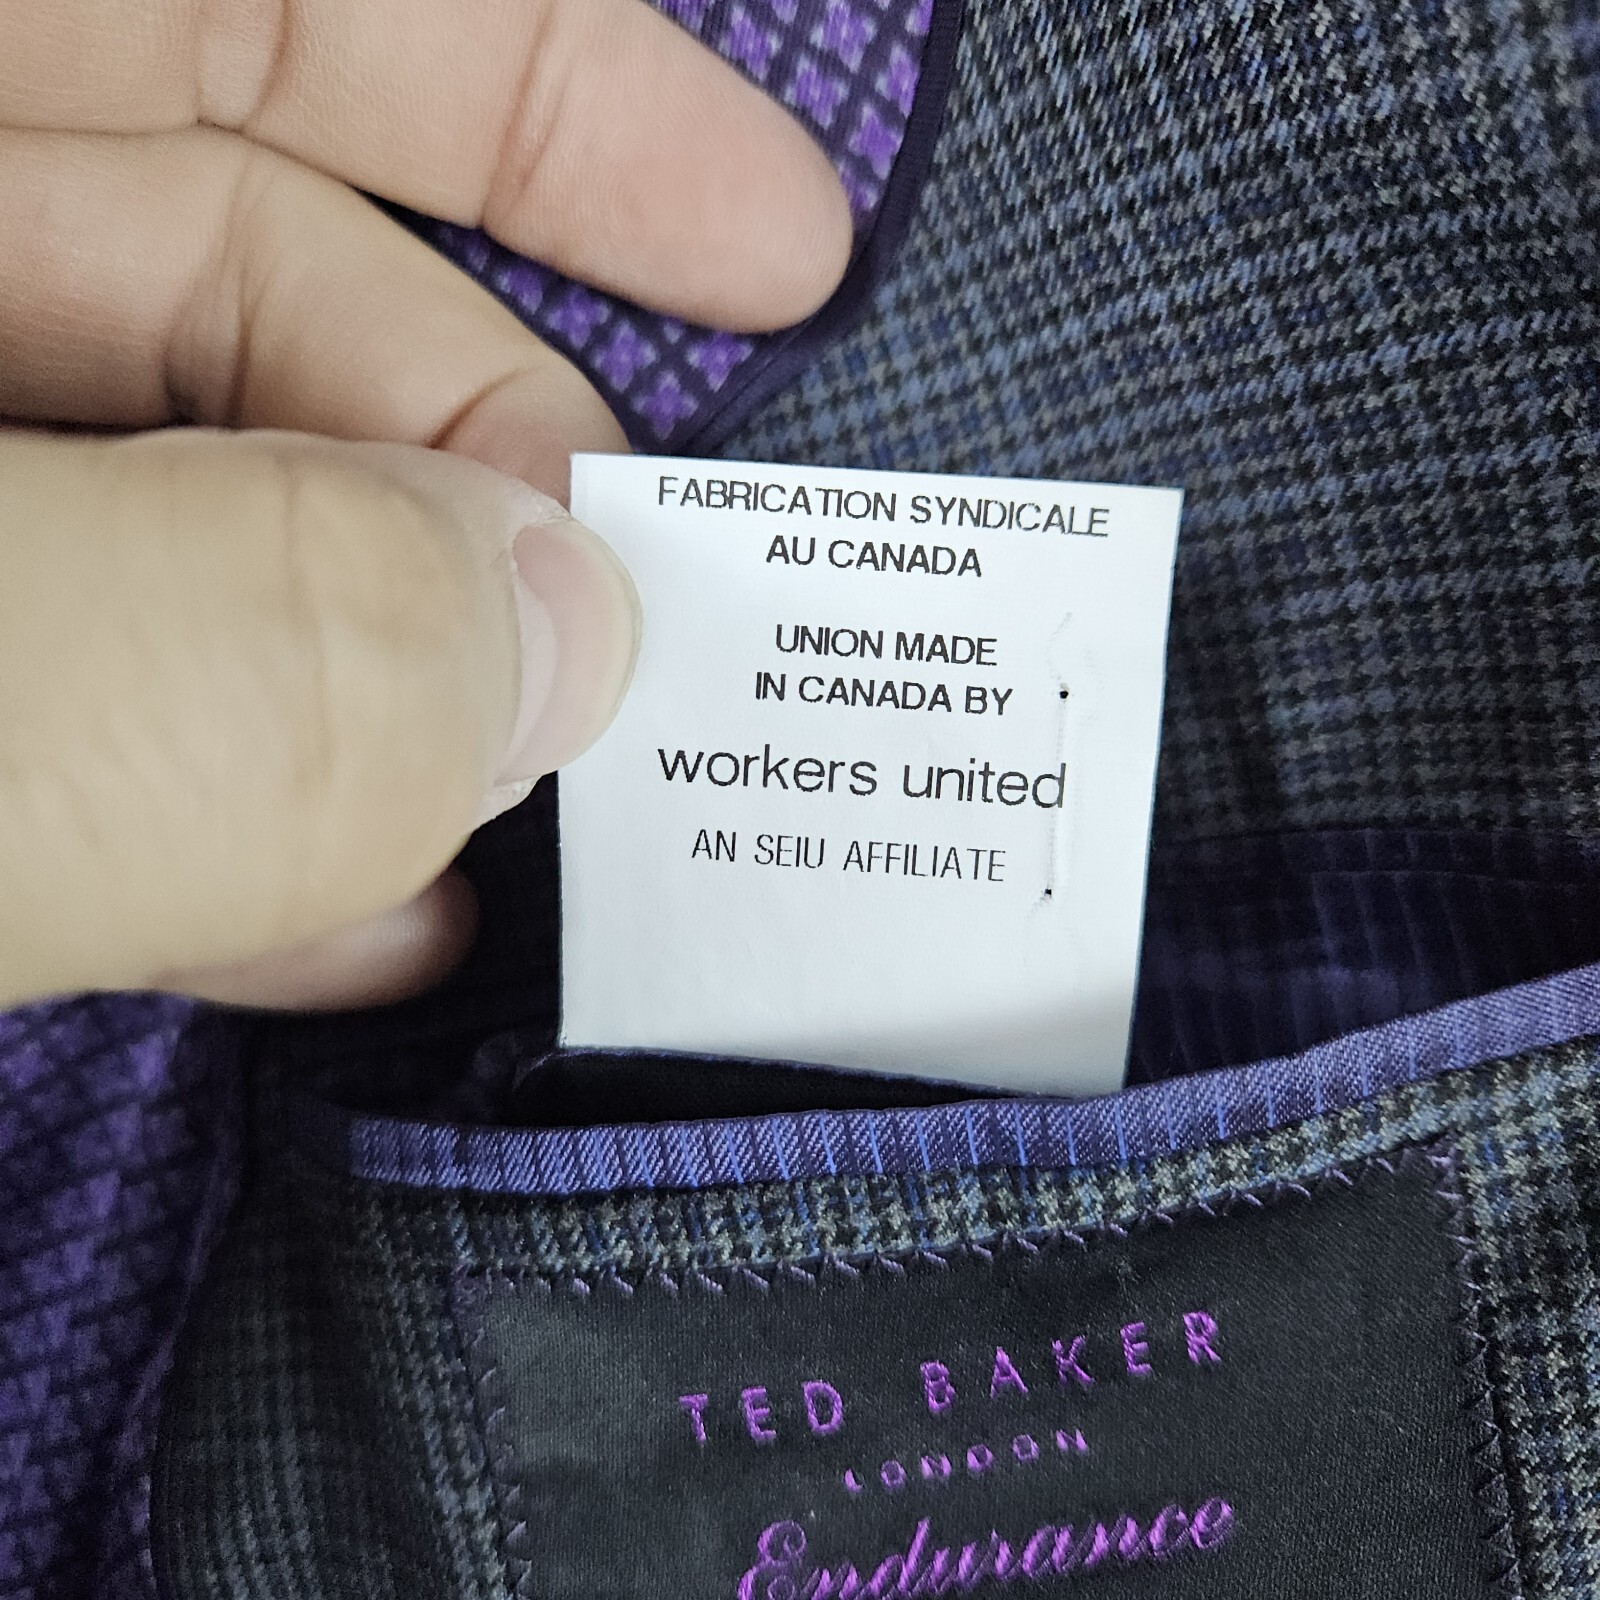 FABRICATION SYNDICALE
AU CANADA
UNION MADE
IN CANADA BY
workers united
AN SEIU AFFILIATE
TED BAKER
LONDON
Endurance